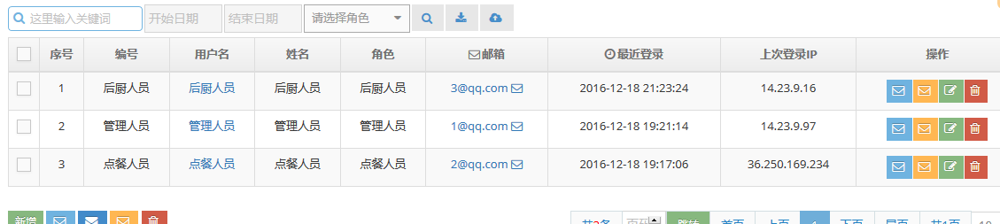 这里输入关键词 开始日期 结束日期 请选择角色
序号 编号 用户名 姓名 角色 邮箱 最近登录 上次登录IP 操作
1 后厨人员 后厨人员 后厨人员 后厨人员 3@qq.com 2016-12-18 21:23:24 14.23.9.16
2 管理人员 管理人员 管理人员 管理人员 1@qq.com 2016-12-18 19:21:14 14.23.9.97
3 点餐人员 点餐人员 点餐人员 点餐人员 2@qq.com 2016-12-18 19:17:06 36.250.169.234
新增 共3条 页码 跳转 首页 上页 1 下页 尾页 共1页 10